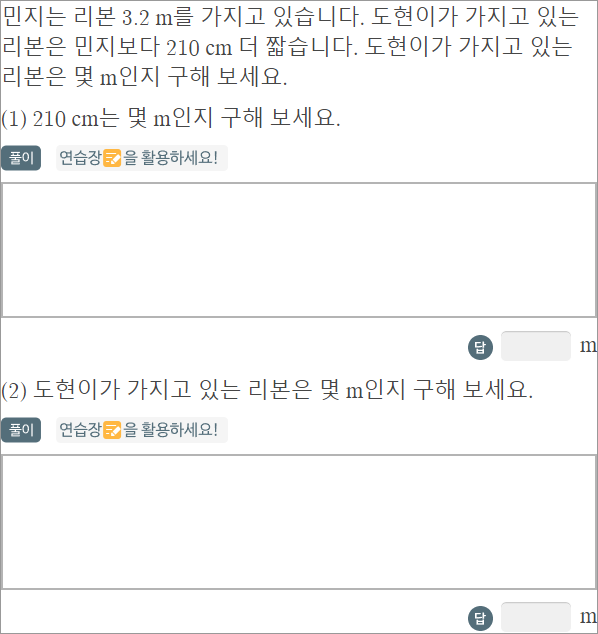 민지는 리본 3.2 m를 가지고 있습니다. 도현이가 가지고 있는
리본은 민지보다 210 cm 더 짧습니다. 도현이가 가지고 있는
리본은 몇 m인지 구해 보세요.
(1) 210 cm는 몇 m인지 구해 보세요.
풀이 연습장을 활용하세요!
답 m
(2) 도현이가 가지고 있는 리본은 몇 m인지 구해 보세요.
풀이 연습장을 활용하세요!
답 m